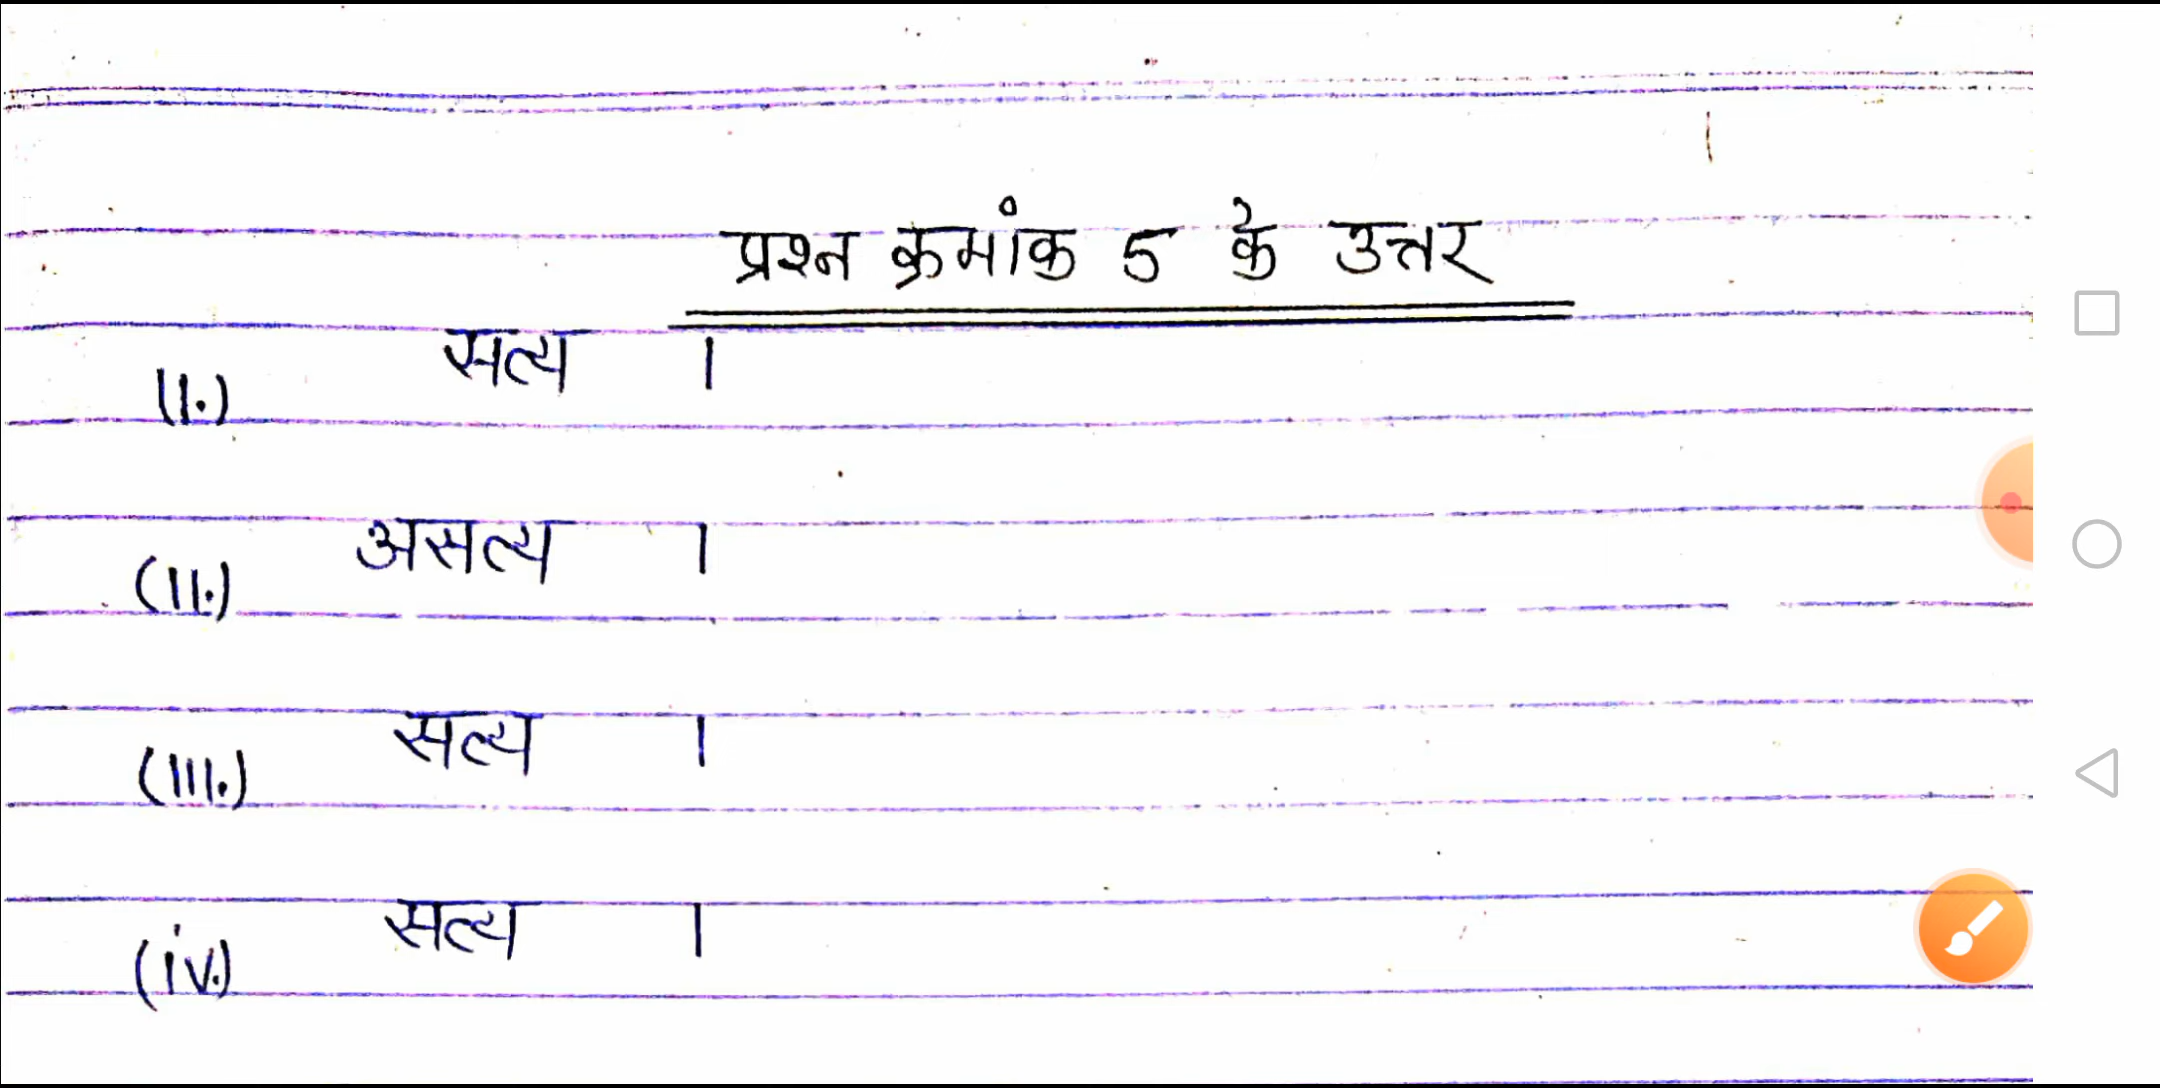 प्रश्न क्रमांक 5 के उत्तर
(I.) सत्य ।
(II.) असत्य ।
(III.) सत्य ।
(iv.) सत्य ।